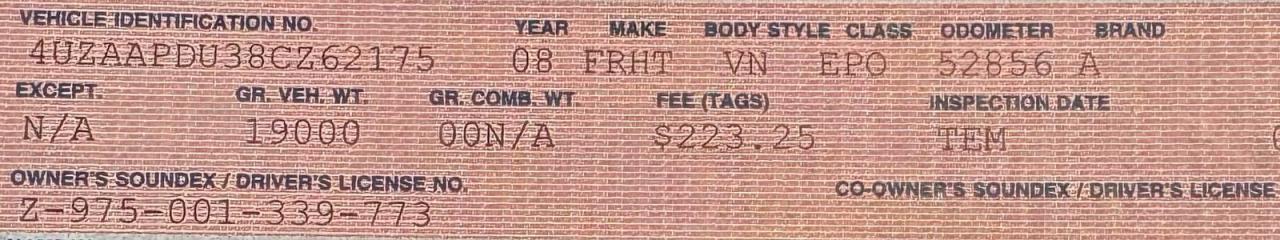 VEHICLE IDENTIFICATION NO. YEAR MAKE BODY STYLE CLASS ODOMETER BRAND
4UZAAPDU38CZ62175 08 FRHT VN EPO 52856 A
EXCEPT. GR. VEH. WT. GR. COMB. WT. FEE (TAGS) INSPECTION DATE
N/A 19000 00N/A $223.25 TEM
OWNER'S SOUNDEX / DRIVER'S LICENSE NO. CO-OWNER'S SOUNDEX / DRIVER'S LICENSE
Z-975-001-339-773